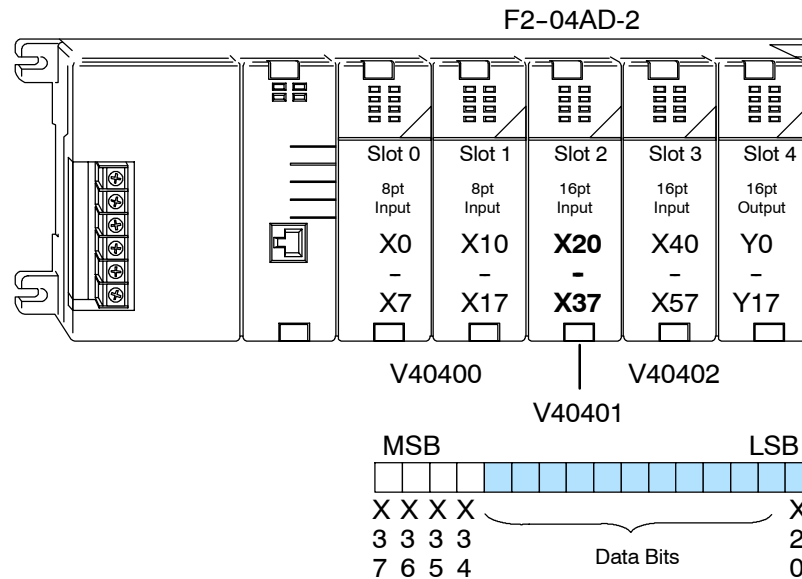 F2-04AD-2
Slot 0 Slot 1 Slot 2 Slot 3 Slot 4
8pt 8pt 16pt 16pt 16pt
Input Input Input Input Output
X0 X10 X20 X40 Y0
- - - - -
X7 X17 X37 X57 Y17
V40400 V40402
V40401
MSB LSB
X X X X X
3 3 3 3 2
7 6 5 4 0
Data Bits